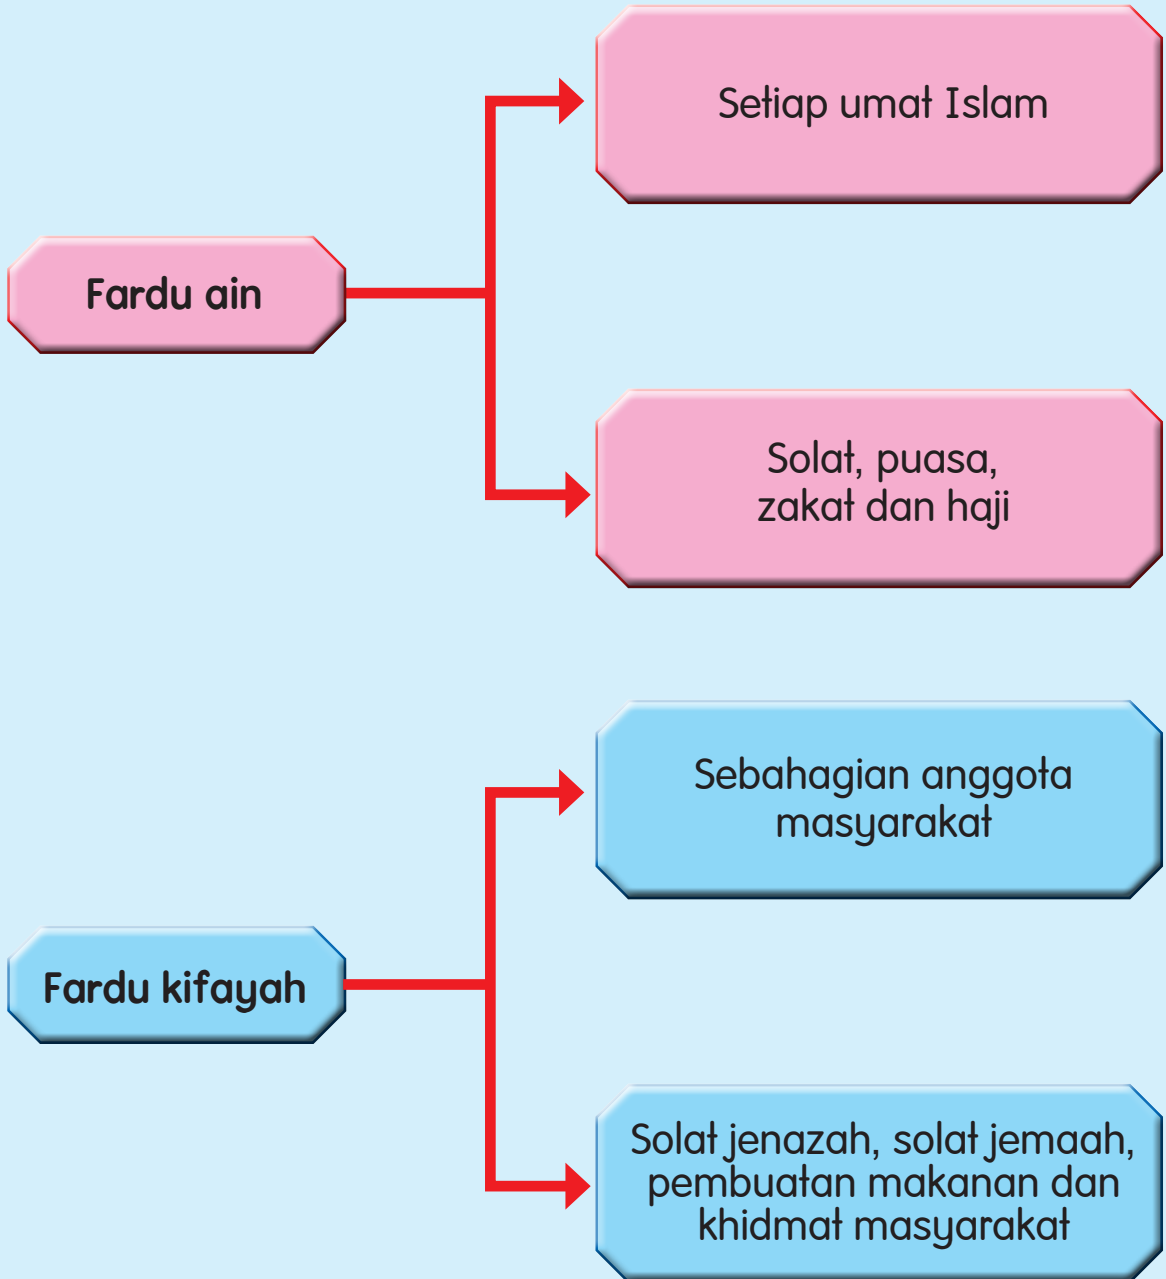 Setiap umat Islam
Fardu ain
Solat, puasa,
zakat dan haji
Sebahagian anggota
masyarakat
Fardu kifayah
Solat jenazah, solat jemaah,
pembuatan makanan dan
khidmat masyarakat